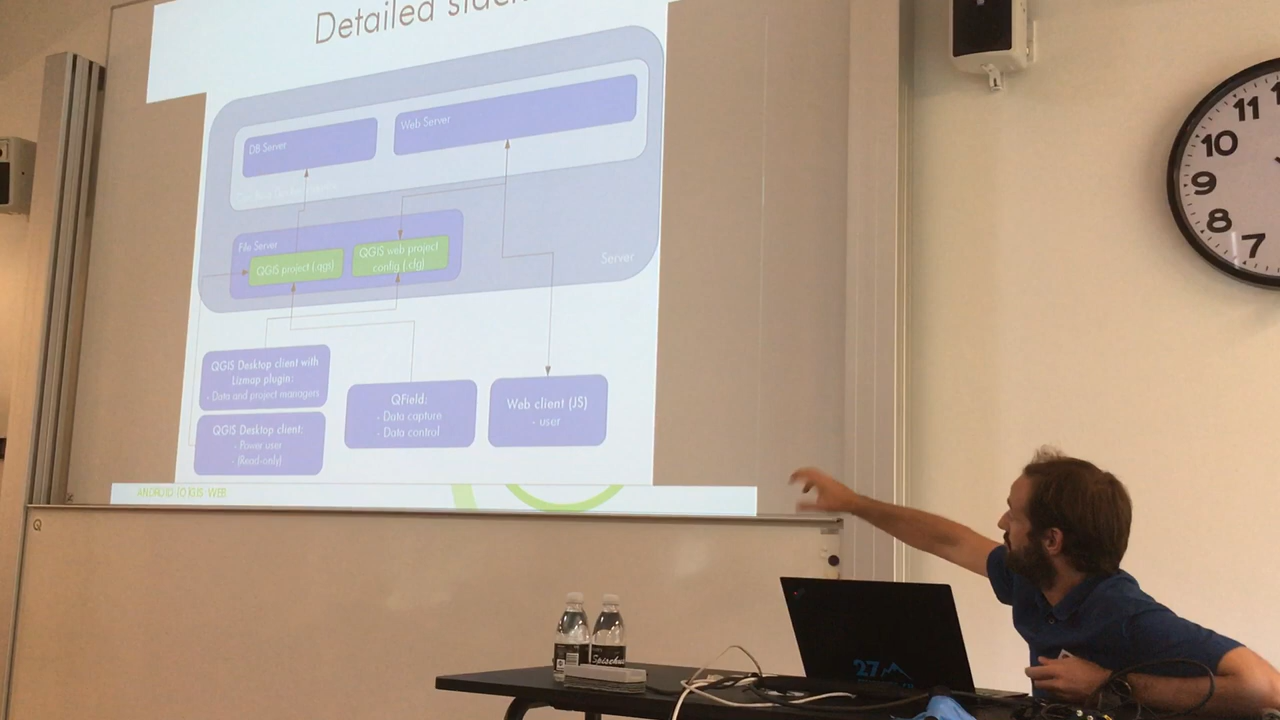 Detailed stack
DB Server
Web Server
File Server
QGIS project (.qgs)
QGIS web project
config (.cfg)
Server
QGIS Desktop client with
Lizmap plugin:
- Data and project managers
QGIS Desktop client:
- Power user
- (Read-only)
QField:
- Data capture
- Data control
Web client (JS)
- user
ANDROID TO QGIS WEB
11
10
9
8
7
27